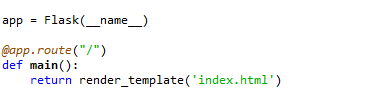 app = Flask(__name__)
@app.route("/")
def main():
    return render_template('index.html')